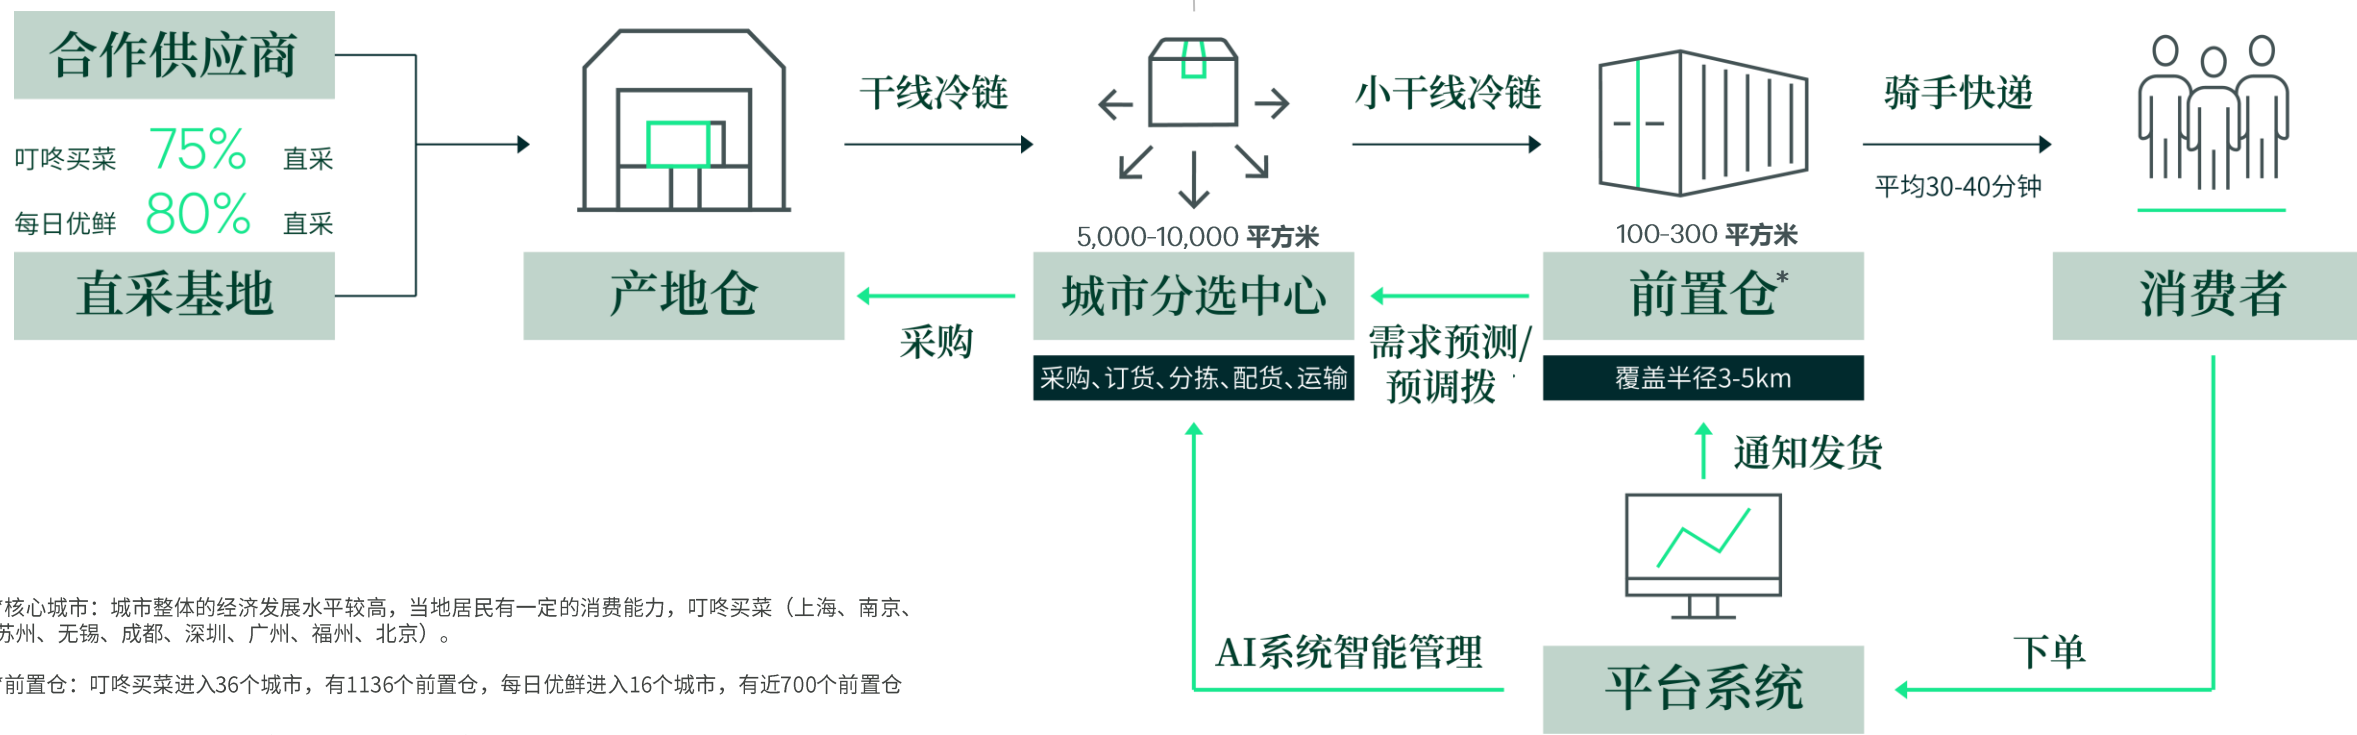 合作供应商
叮咚买菜 75% 直采
每日优鲜 80% 直采
直采基地
产地仓
干线冷链
5,000-10,000 平方米
城市分选中心
采购、订货、分拣、配货、运输
采购
小干线冷链
需求预测/
预调拨
100-300 平方米
前置仓*
覆盖半径3-5km
骑手快递
平均30-40分钟
消费者
通知发货
AI系统智能管理
平台系统
下单
*核心城市：城市整体的经济发展水平较高，当地居民有一定的消费能力，叮咚买菜（上海、南京、
苏州、无锡、成都、深圳、广州、福州、北京）。
*前置仓：叮咚买菜进入36个城市，有1136个前置仓，每日优鲜进入16个城市，有近700个前置仓